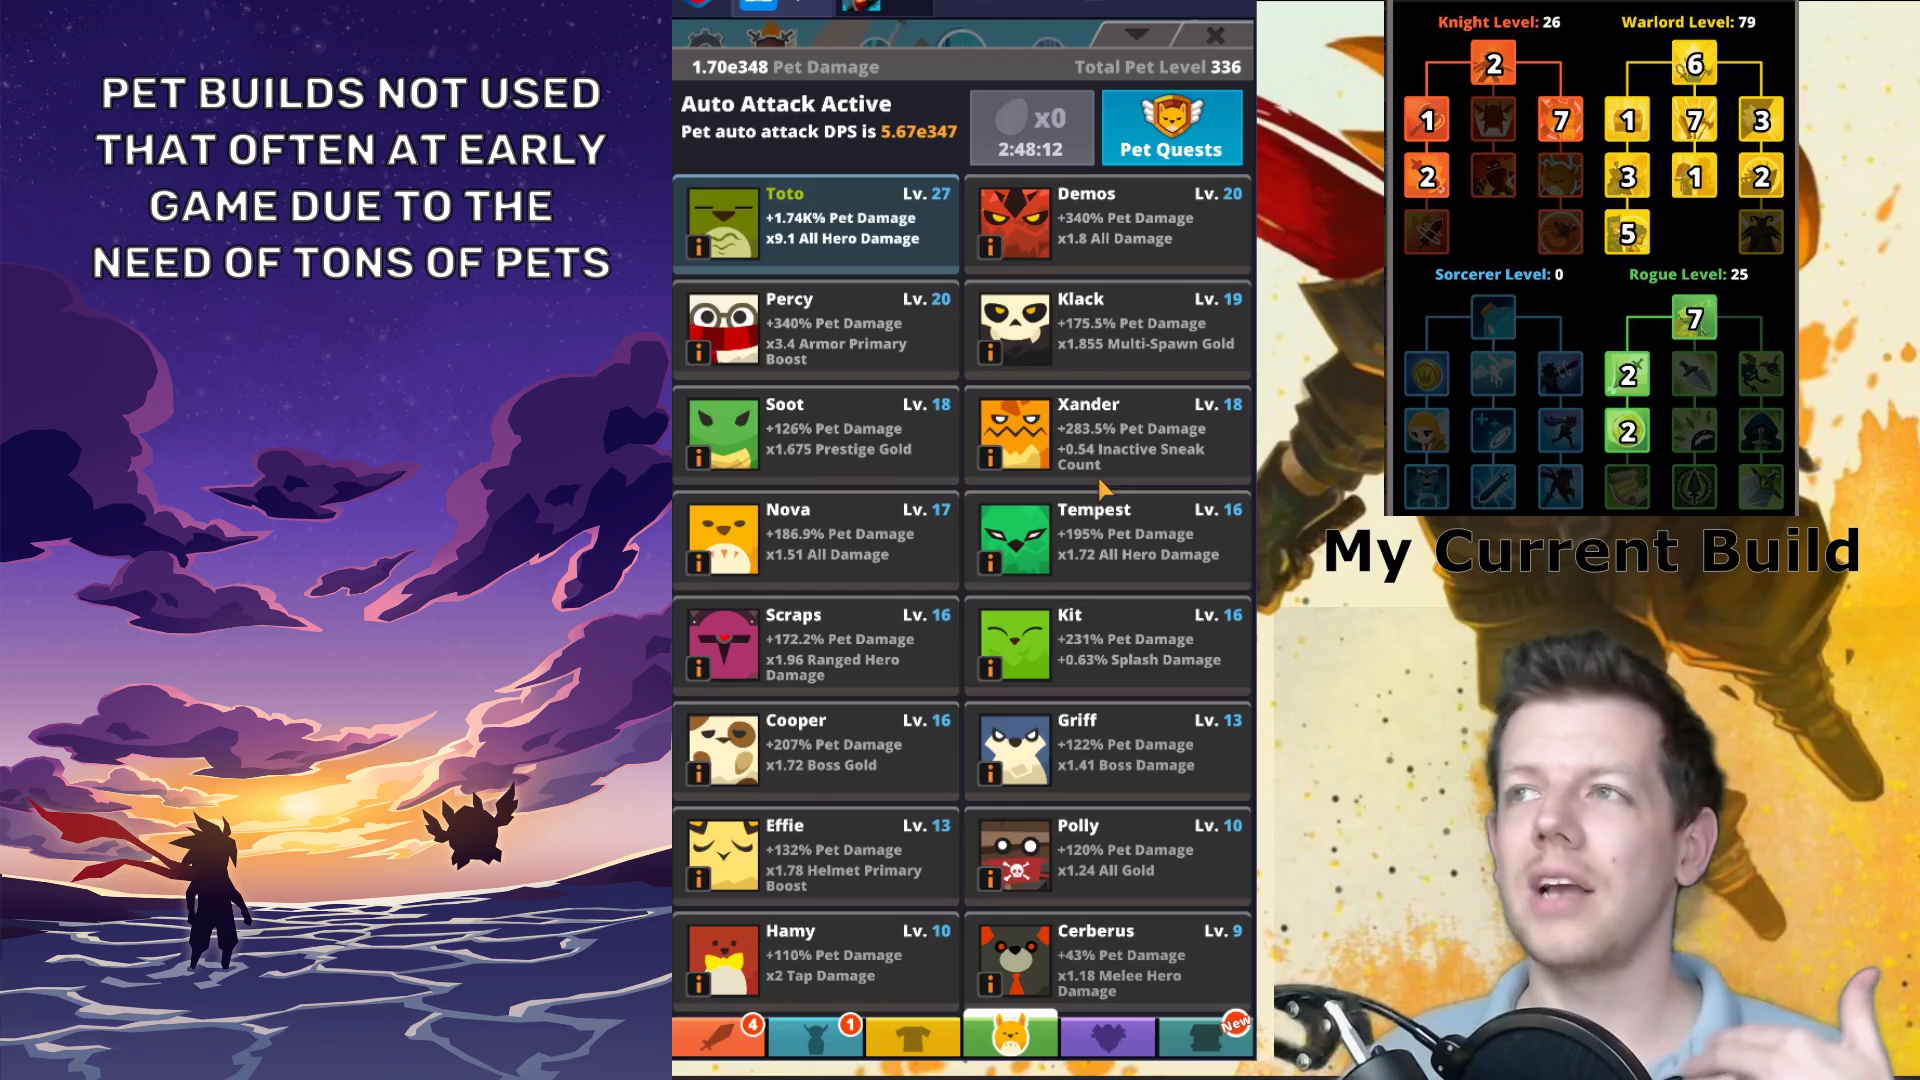 PET BUILDS NOT USED
THAT OFTEN AT EARLY
GAME DUE TO THE
NEED OF TONS OF PETS
1.70e348 Pet Damage
Total Pet Level 336
Auto Attack Active
Pet auto attack DPS is 5.67e347
x0
2:48:12
Pet Quests
Toto Lv. 27
+1.74K% Pet Damage
x9.1 All Hero Damage
Demos Lv. 20
+340% Pet Damage
x1.8 All Damage
Percy Lv. 20
+340% Pet Damage
x3.4 Armor Primary
Boost
Klack Lv. 19
+175.5% Pet Damage
x1.855 Multi-Spawn Gold
Soot Lv. 18
+126% Pet Damage
x1.675 Prestige Gold
Xander Lv. 18
+283.5% Pet Damage
+0.54 Inactive Sneak
Count
Nova Lv. 17
+186.9% Pet Damage
x1.51 All Damage
Tempest Lv. 16
+195% Pet Damage
x1.72 All Hero Damage
Scraps Lv. 16
+172.2% Pet Damage
x1.96 Ranged Hero
Damage
Kit Lv. 16
+231% Pet Damage
+0.63% Splash Damage
Cooper Lv. 16
+207% Pet Damage
x1.72 Boss Gold
Griff Lv. 13
+122% Pet Damage
x1.41 Boss Damage
Effie Lv. 13
+132% Pet Damage
x1.78 Helmet Primary
Boost
Polly Lv. 10
+120% Pet Damage
x1.24 All Gold
Hamy Lv. 10
+110% Pet Damage
x2 Tap Damage
Cerberus Lv. 9
+43% Pet Damage
x1.18 Melee Hero
Damage
4
1
New
Knight Level: 26
2
1 7
2
Warlord Level: 79
6
1 7 3
3 1 2
5
Sorcerer Level: 0
Rogue Level: 25
7
2
2
My Current Build